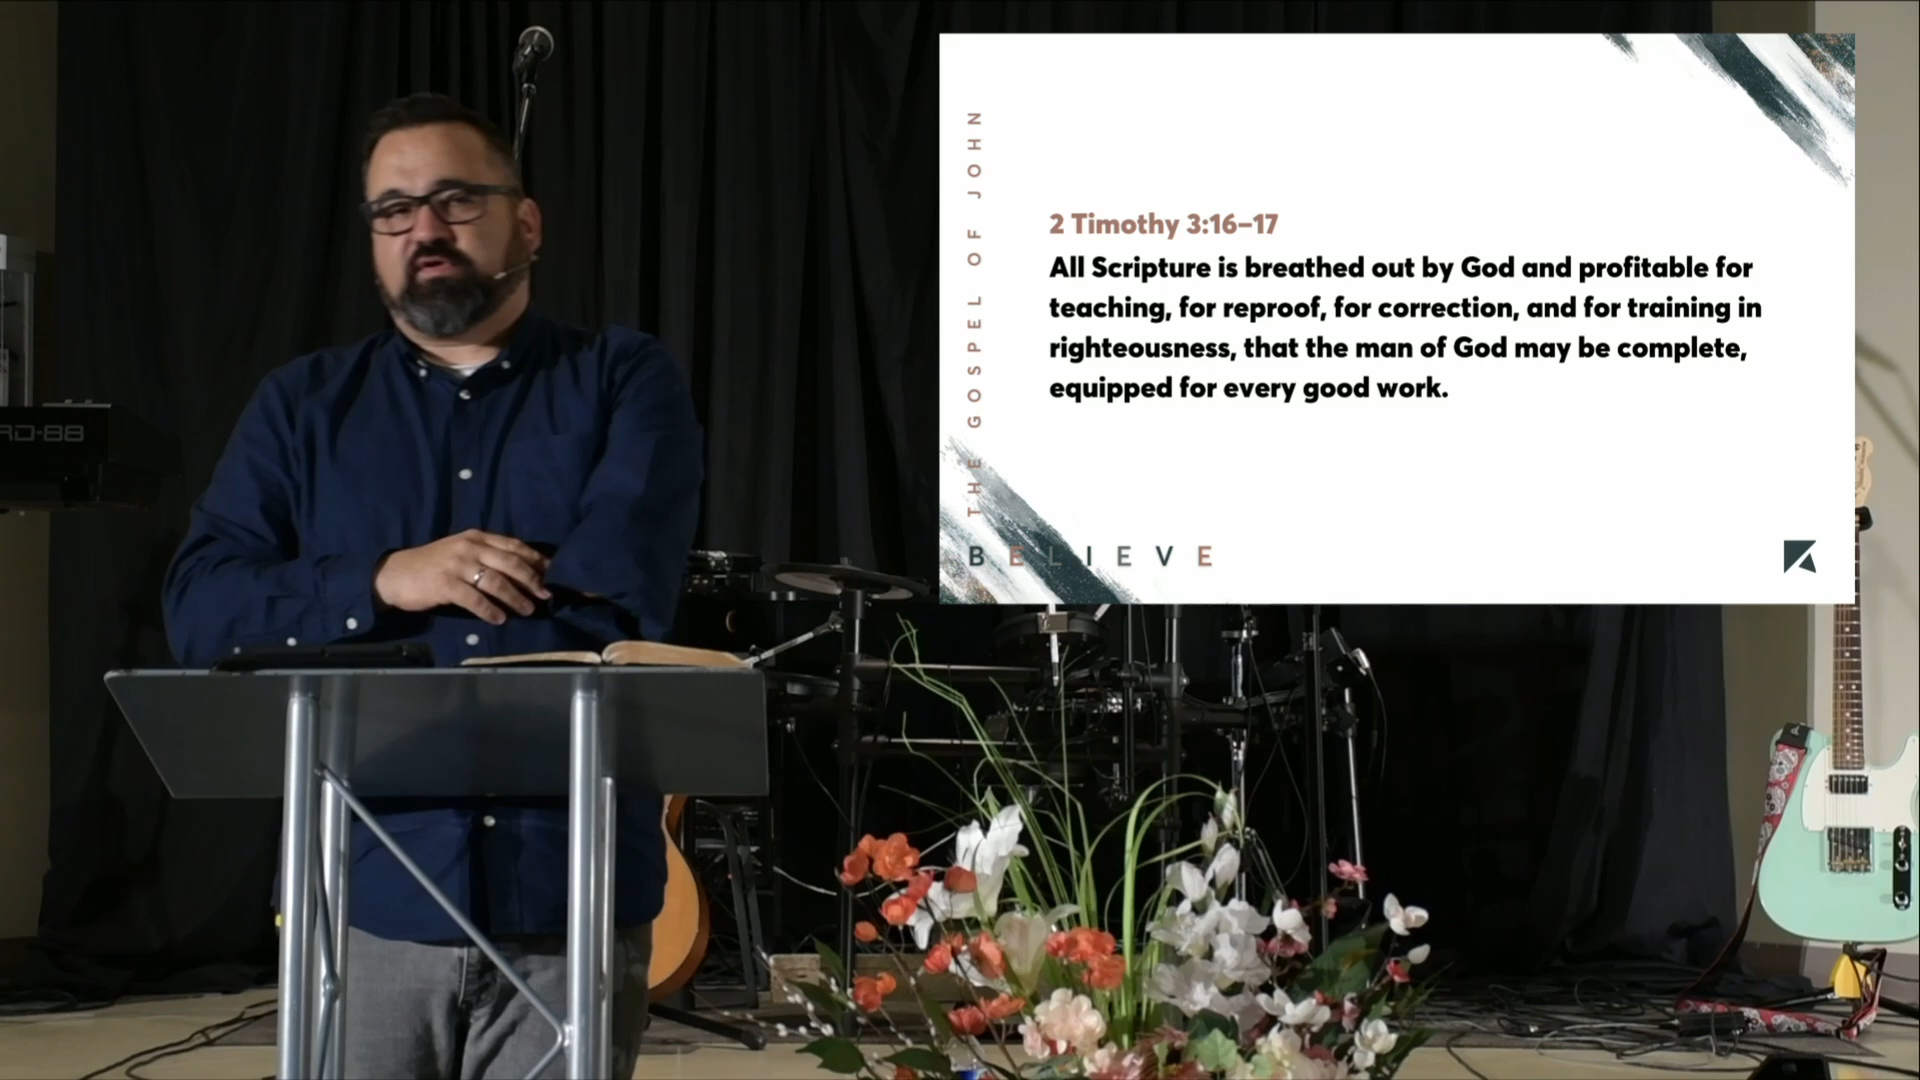 RD-88
THE GOSPEL OF JOHN
2 Timothy 3:16–17
All Scripture is breathed out by God and profitable for
teaching, for reproof, for correction, and for training in
righteousness, that the man of God may be complete,
equipped for every good work.
BELIEVE